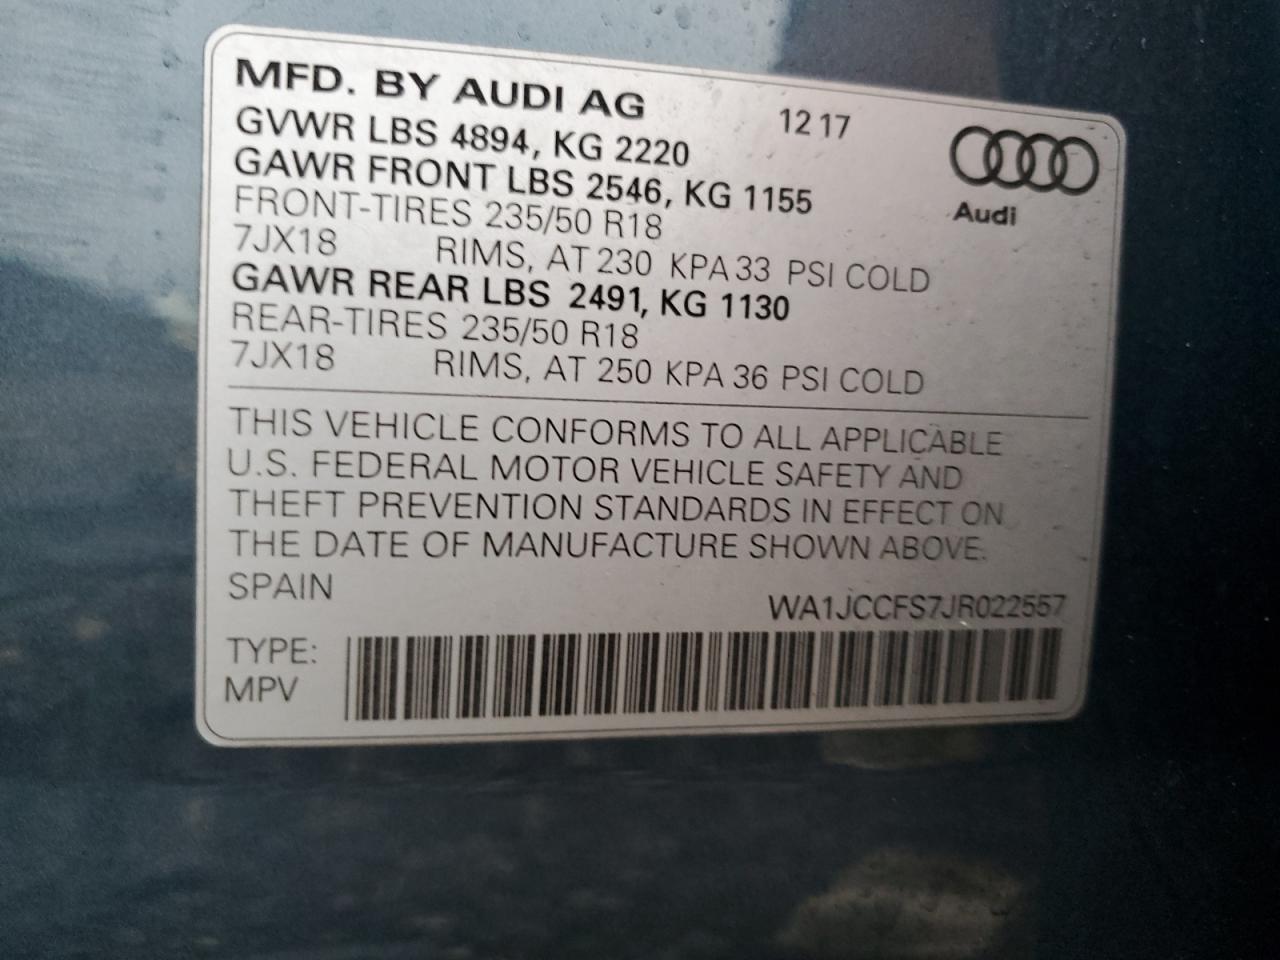 MFD. BY AUDI AG 12 17
GVWR LBS 4894, KG 2220
GAWR FRONT LBS 2546, KG 1155
Audi
FRONT-TIRES 235/50 R18
7JX18 RIMS, AT 230 KPA 33 PSI COLD
GAWR REAR LBS 2491, KG 1130
REAR-TIRES 235/50 R18
7JX18 RIMS, AT 250 KPA 36 PSI COLD
THIS VEHICLE CONFORMS TO ALL APPLICABLE
U.S. FEDERAL MOTOR VEHICLE SAFETY AND
THEFT PREVENTION STANDARDS IN EFFECT ON
THE DATE OF MANUFACTURE SHOWN ABOVE.
SPAIN WA1JCCFS7JR022557
TYPE:
MPV